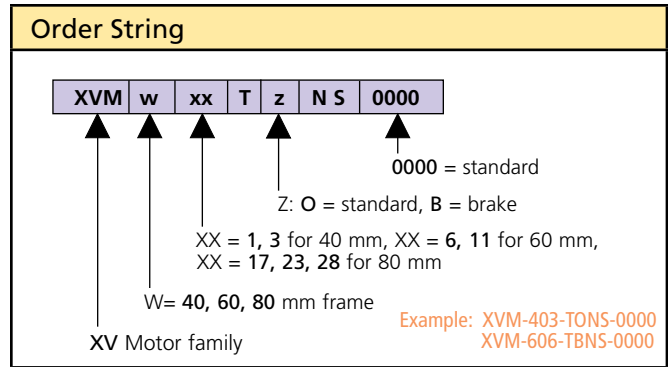 Order String
XVM w xx T z N S 0000
0000 = standard
Z: O = standard, B = brake
XX = 1, 3 for 40 mm, XX = 6, 11 for 60 mm,
XX = 17, 23, 28 for 80 mm
W= 40, 60, 80 mm frame
XV Motor family
Example: XVM-403-TONS-0000
XVM-606-TBNS-0000